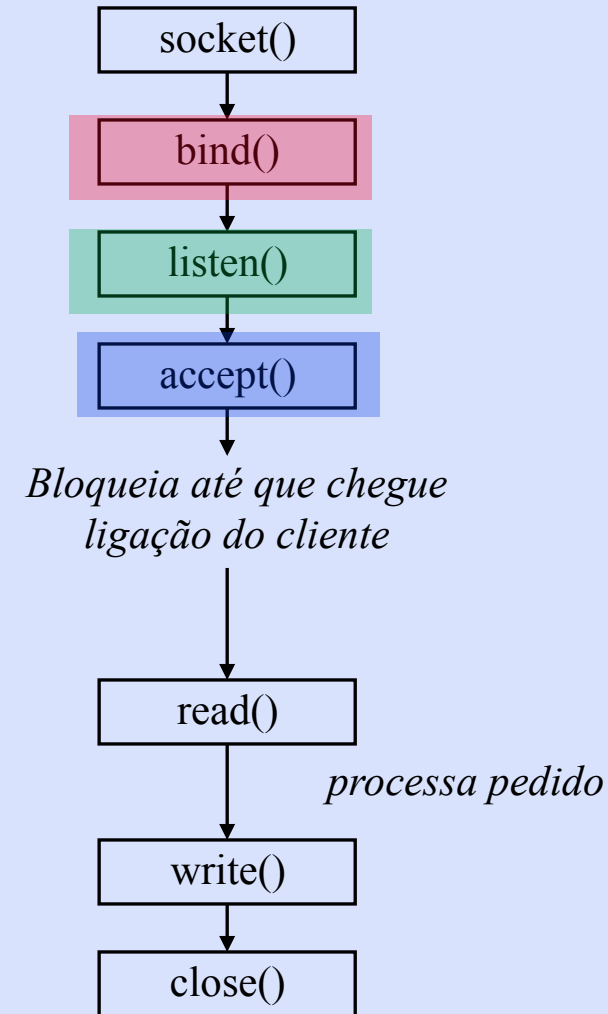 socket()
bind()
listen()
accept()
Bloqueia até que chegue
ligação do cliente
read()
processa pedido
write()
close()